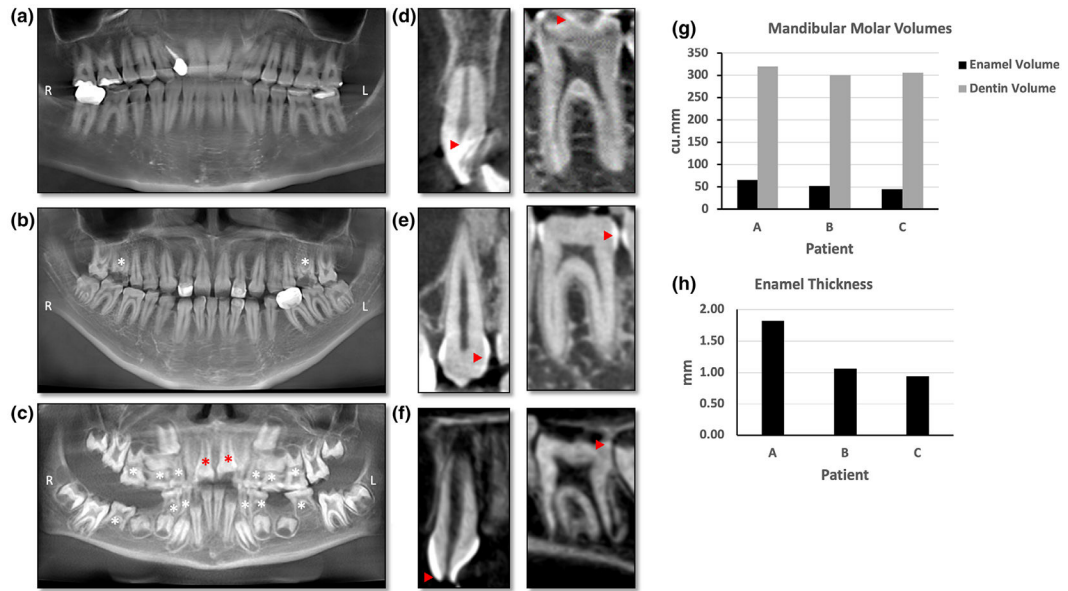 (a)
R
L
(b)
*
*
R
L
(c)
* *
* * * * * * *
R
L
* * * * * *
(d)
(e)
(f)
(g)
Mandibular Molar Volumes
350
300
250
200
150
100
50
0
cu.mm
A B C
Patient
Enamel Volume
Dentin Volume
(h)
Enamel Thickness
2.00
1.50
1.00
0.50
0.00
mm
A B C
Patient